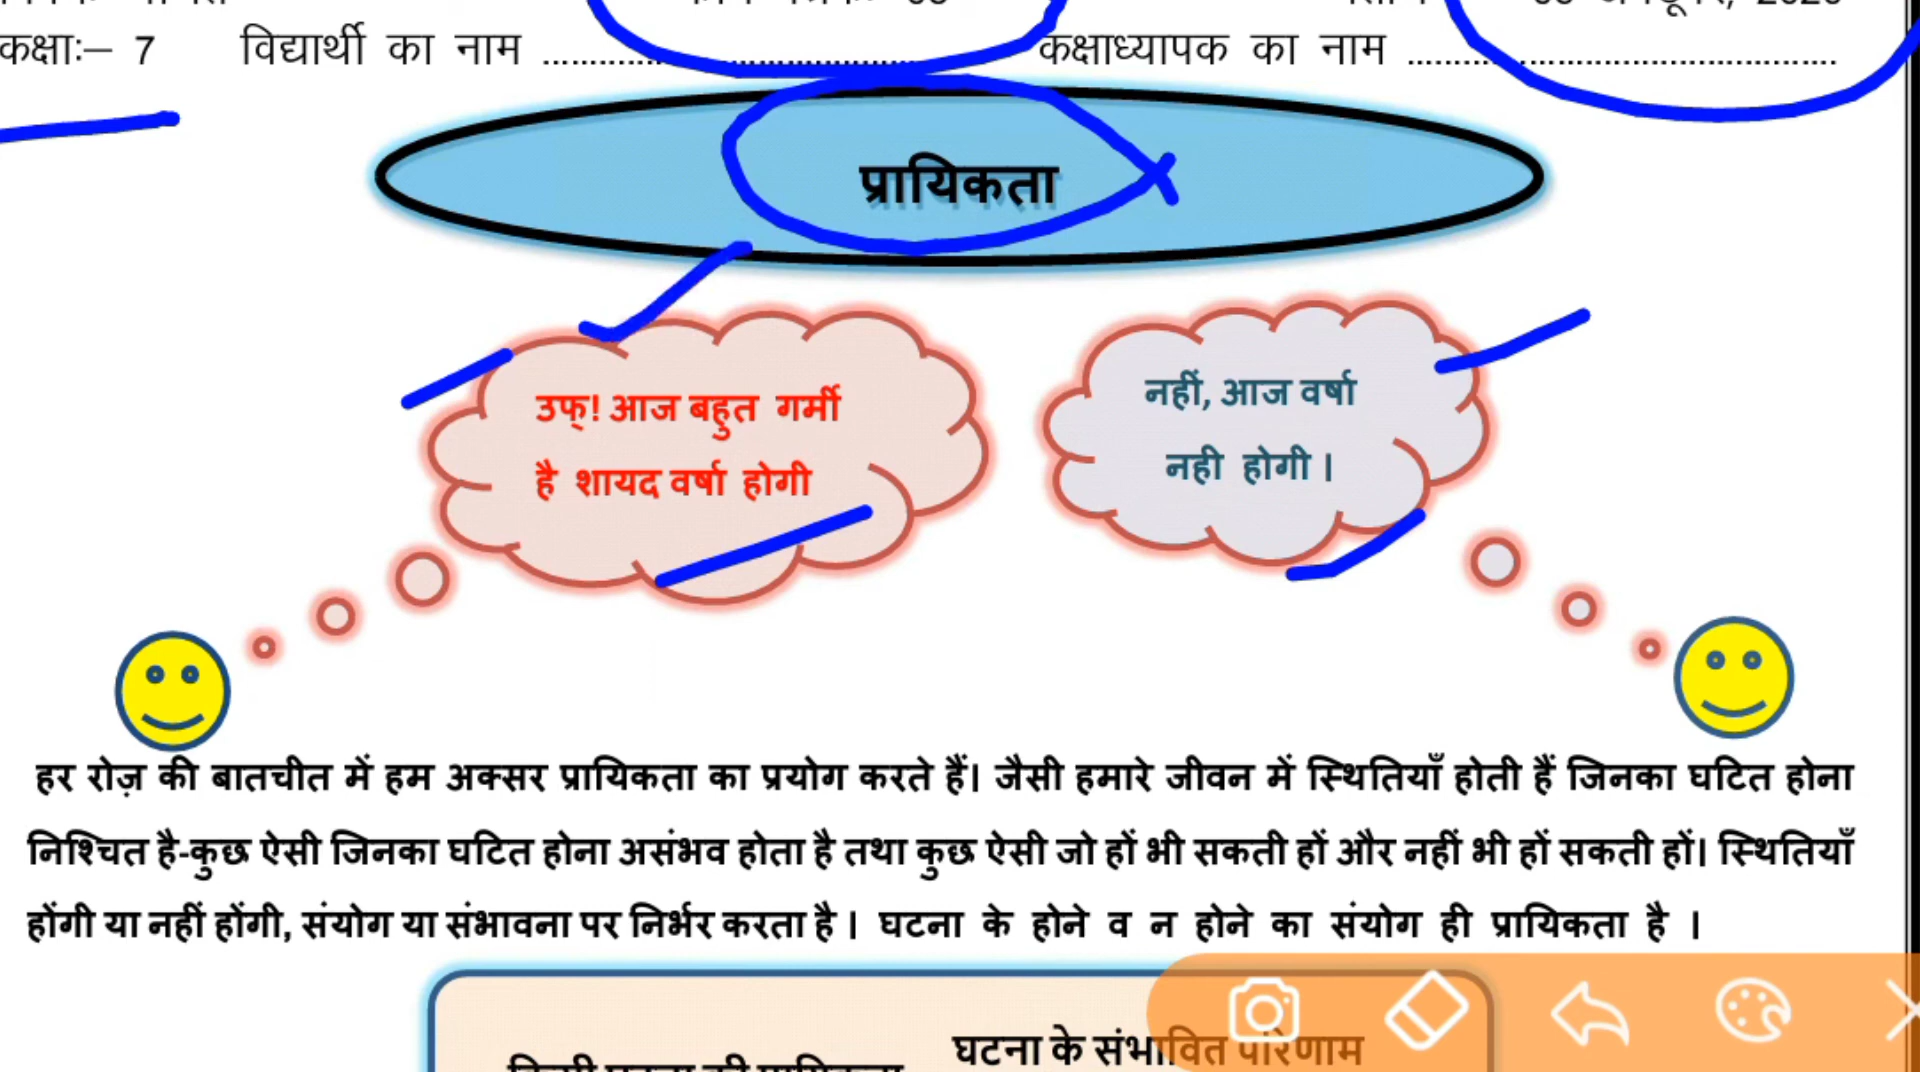 कक्षाः– 7 विद्यार्थी का नाम ........................................ कक्षाध्यापक का नाम ............................................
प्रायिकता
उफ्! आज बहुत गर्मी
है शायद वर्षा होगी
नहीं, आज वर्षा
नही होगी ।
हर रोज़ की बातचीत में हम अक्सर प्रायिकता का प्रयोग करते हैं। जैसी हमारे जीवन में स्थितियाँ होती हैं जिनका घटित होना
निश्चित है-कुछ ऐसी जिनका घटित होना असंभव होता है तथा कुछ ऐसी जो हों भी सकती हों और नहीं भी हों सकती हों। स्थितियाँ
होंगी या नहीं होंगी, संयोग या संभावना पर निर्भर करता है । घटना के होने व न होने का संयोग ही प्रायिकता है ।
घटना के संभावित परिणाम